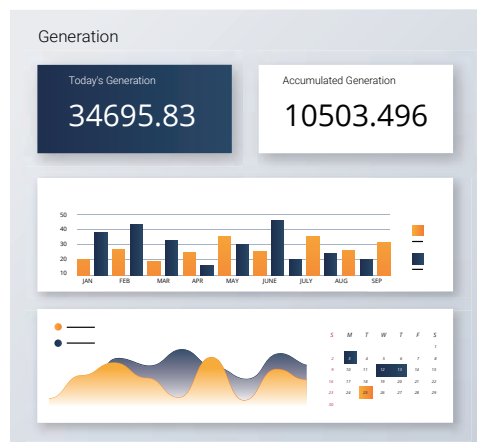 Generation
Today's Generation
34695.83
Accumulated Generation
10503.496
50
40
30
20
10
JAN FEB MAR APR MAY JUNE JULY AUG SEP
S M T W T F S
1
2 3 4 5 6 7 8
9 10 11 12 13 14 15
16 17 18 19 20 21 22
23 24 25 26 27 28 29
30